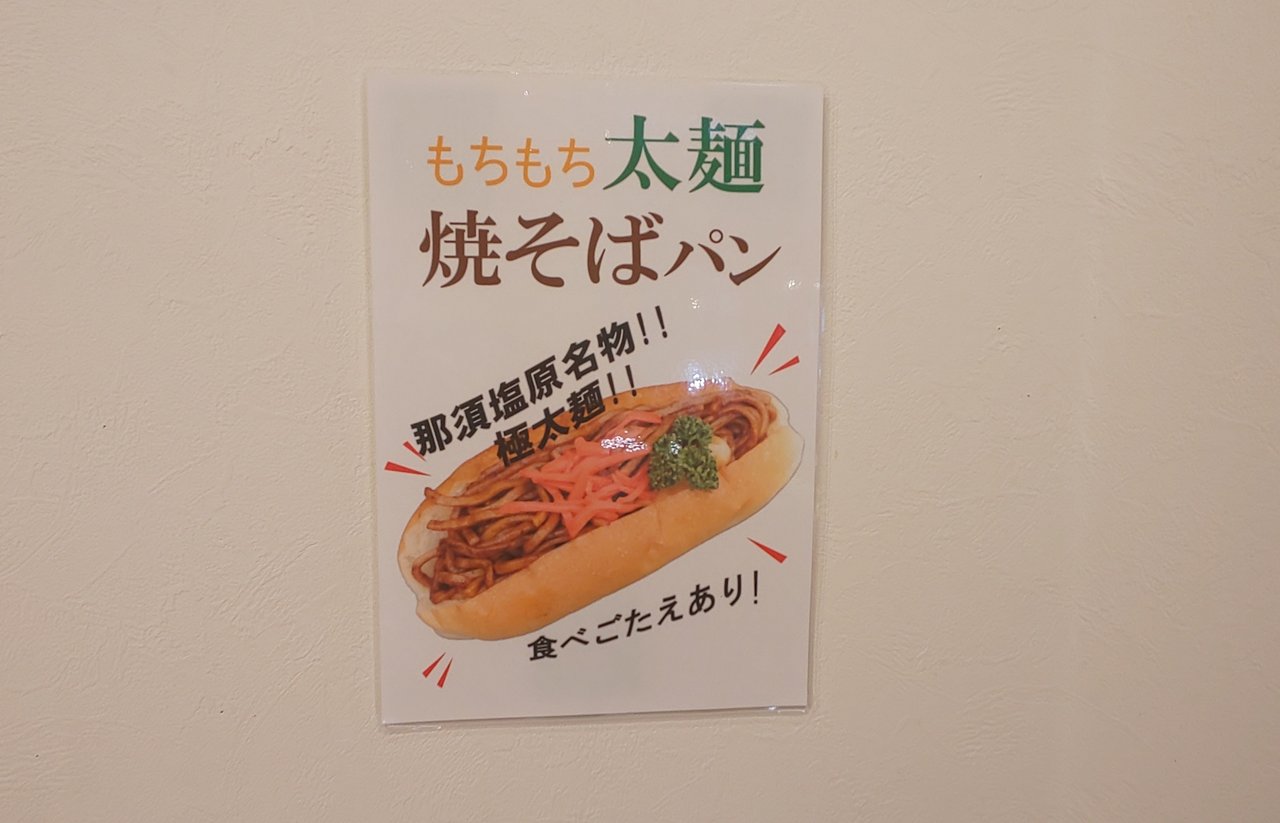 もちもち太麺
焼そばパン
那須塩原名物!!
極太麺!!
食べごたえあり!